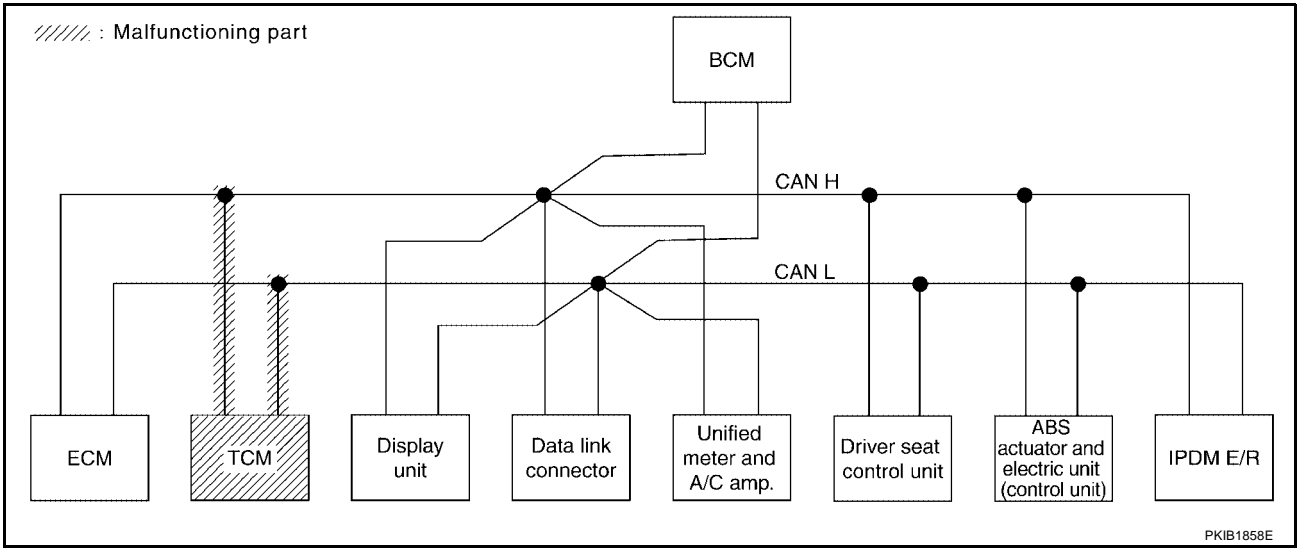 : Malfunctioning part
BCM
CAN H
CAN L
ECM
TCM
Display
unit
Data link
connector
Unified
meter and
A/C amp.
Driver seat
control unit
ABS
actuator and
electric unit
(control unit)
IPDM E/R
PKIB1858E